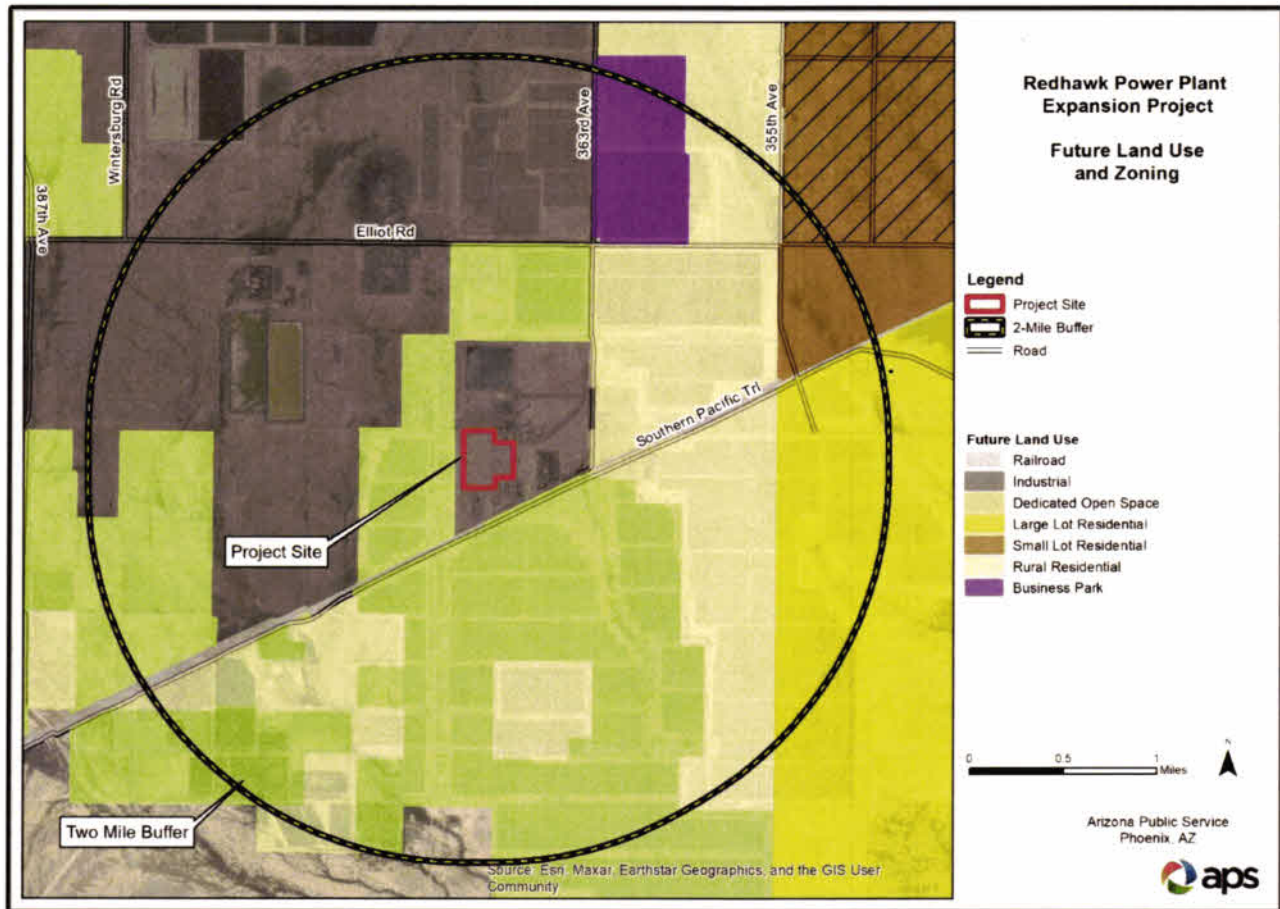 Redhawk Power Plant
Expansion Project
Future Land Use
and Zoning
Wintersburg Rd
387th Ave
363rd Ave
355th Ave
Elliot Rd
Southern Pacific Trl
Project Site
Two Mile Buffer
Source: Esri, Maxar, Earthstar Geographics, and the GIS User
Community
Legend
Project Site
2-Mile Buffer
Road
Future Land Use
Railroad
Industrial
Dedicated Open Space
Large Lot Residential
Small Lot Residential
Rural Residential
Business Park
0 0.5 1
Miles
N
Arizona Public Service
Phoenix, AZ
aps